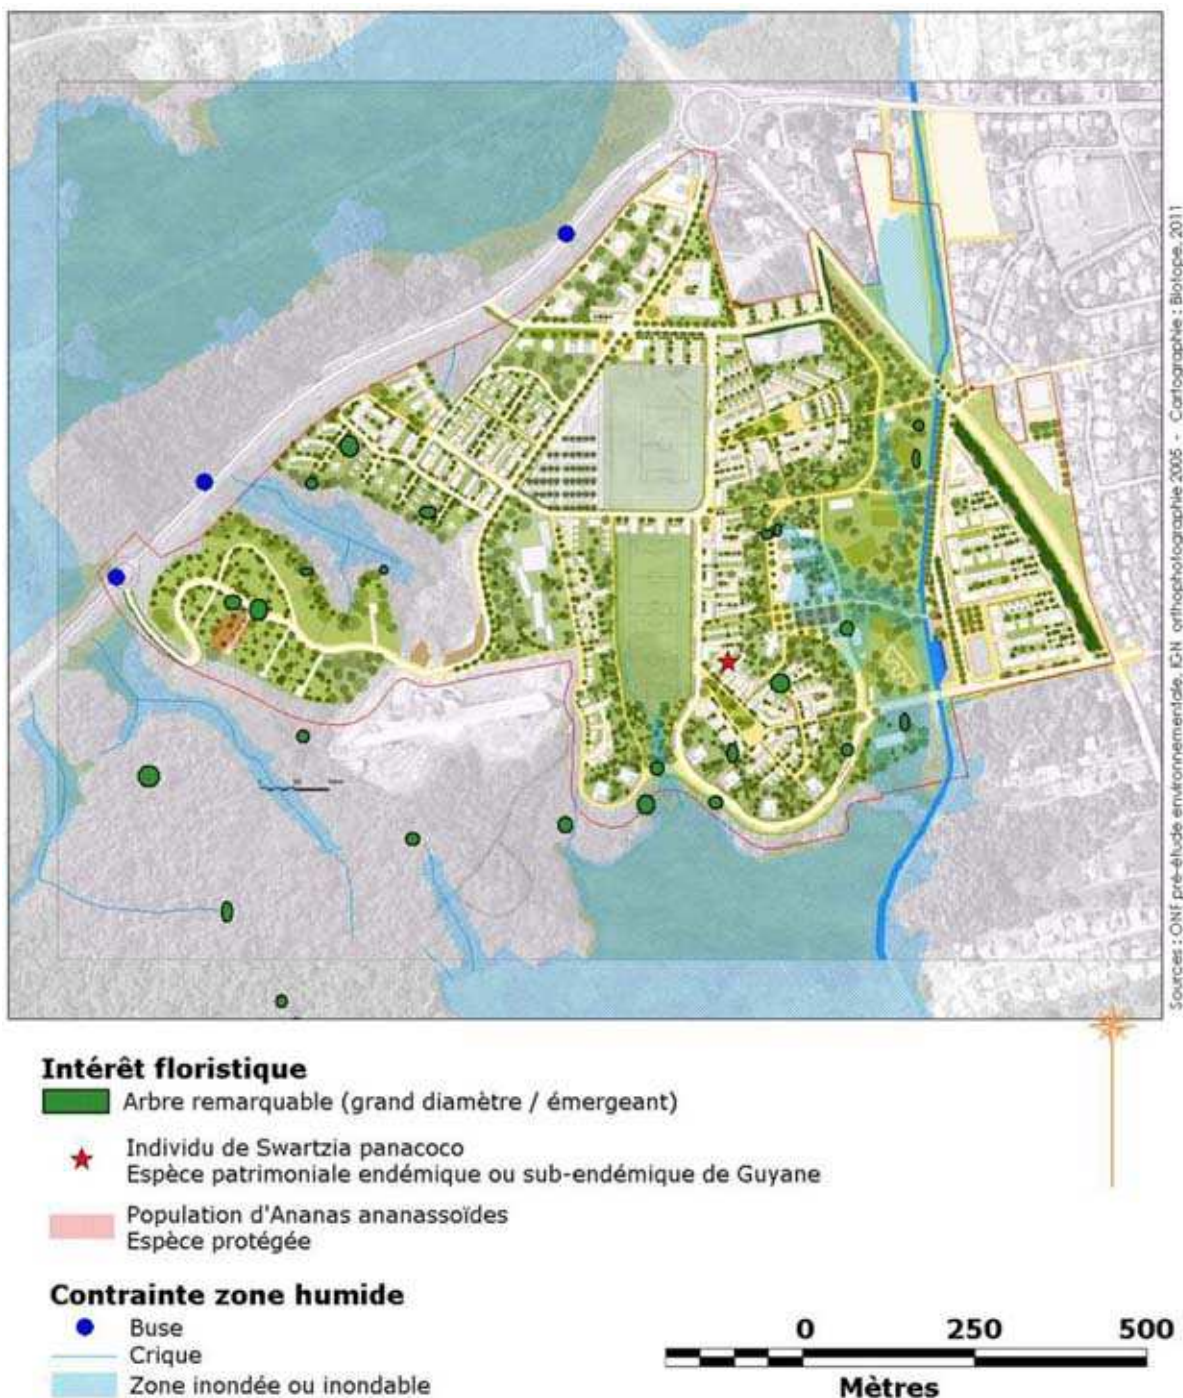 Sources : ONF pré-étude environnementale, IGN orthophotographie 2005 - Cartographie : Biotope, 2011
Intérêt floristique
Arbre remarquable (grand diamètre / émergeant)
Individu de Swartzia panacoco
Espèce patrimoniale endémique ou sub-endémique de Guyane
Population d'Ananas ananassoïdes
Espèce protégée
Contrainte zone humide
Buse
Crique
Zone inondée ou inondable
0 250 500
Mètres